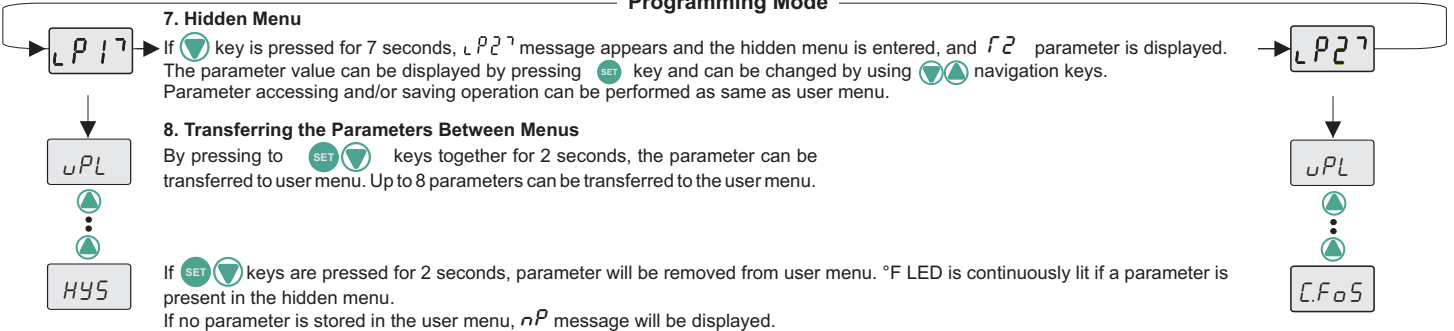 Programming Mode
7. Hidden Menu
┌P1┐
If key is pressed for 7 seconds, ┌P2┐ message appears and the hidden menu is entered, and r2 parameter is displayed.
┌P2┐
The parameter value can be displayed by pressing SET key and can be changed by using navigation keys.
Parameter accessing and/or saving operation can be performed as same as user menu.
8. Transferring the Parameters Between Menus
By pressing to SET keys together for 2 seconds, the parameter can be
transferred to user menu. Up to 8 parameters can be transferred to the user menu.
uPL
uPL
If SET keys are pressed for 2 seconds, parameter will be removed from user menu. °F LED is continuously lit if a parameter is
present in the hidden menu.
HYS
C.FoS
If no parameter is stored in the user menu, nP message will be displayed.